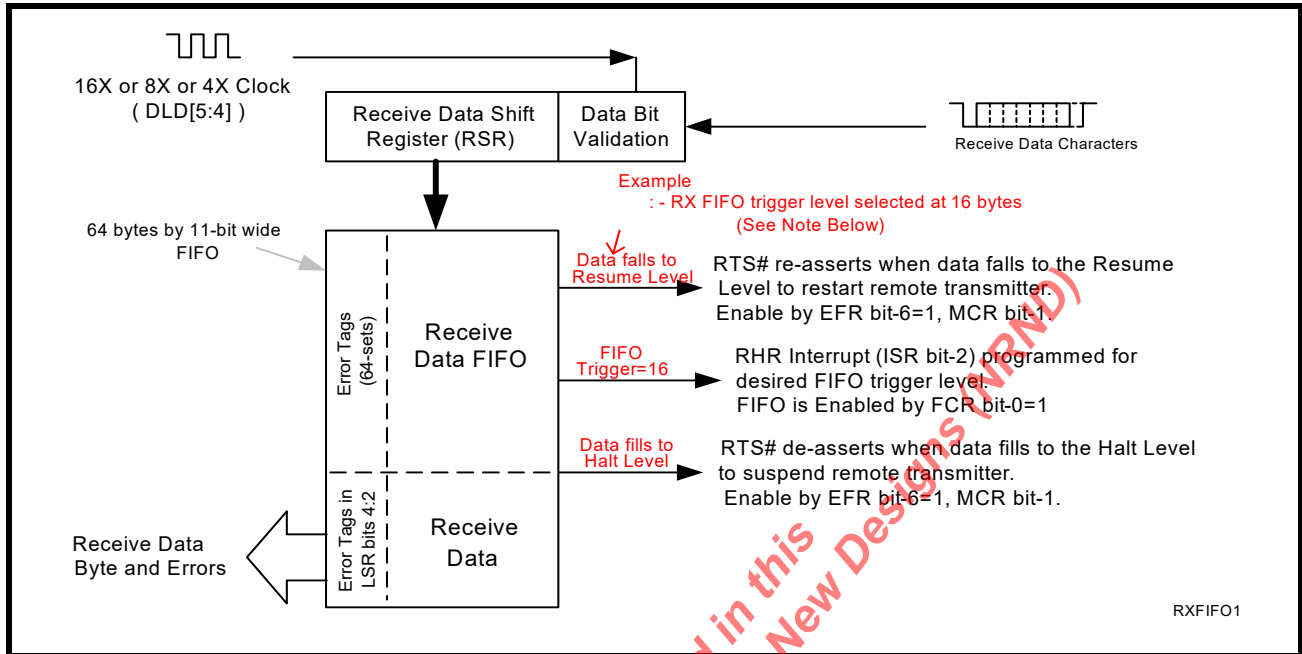 16X or 8X or 4X Clock
( DLD[5:4] )
Receive Data Shift
Register (RSR)
Data Bit
Validation
Receive Data Characters
Example
: - RX FIFO trigger level selected at 16 bytes
(See Note Below)
64 bytes by 11-bit wide
FIFO
Data falls to
Resume Level
RTS# re-asserts when data falls to the Resume
Level to restart remote transmitter.
Enable by EFR bit-6=1, MCR bit-1.
Error Tags
(64-sets)
Receive
Data FIFO
FIFO
Trigger=16
RHR Interrupt (ISR bit-2) programmed for
desired FIFO trigger level.
FIFO is Enabled by FCR bit-0=1
Data fills to
Halt Level
RTS# de-asserts when data fills to the Halt Level
to suspend remote transmitter.
Enable by EFR bit-6=1, MCR bit-1.
Error Tags in
LSR bits 4:2
Receive
Data
Receive Data
Byte and Errors
RXFIFO1
in this
New Designs (NRND)